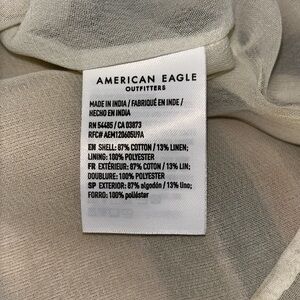 AMERICAN EAGLE
OUTFITTERS
MADE IN INDIA / FABRIQUÉ EN INDE /
HECHO EN INDIA
RN 54485 / CA 03873
RFC# AEM120605U9A
EN SHELL: 87% COTTON / 13% LINEN;
LINING: 100% POLYESTER
FR EXTÉRIEUR: 87% COTON / 13% LIN;
DOUBLURE: 100% POLYESTER
SP EXTERIOR: 87% algodón / 13% lino;
FORRO: 100% poliéster